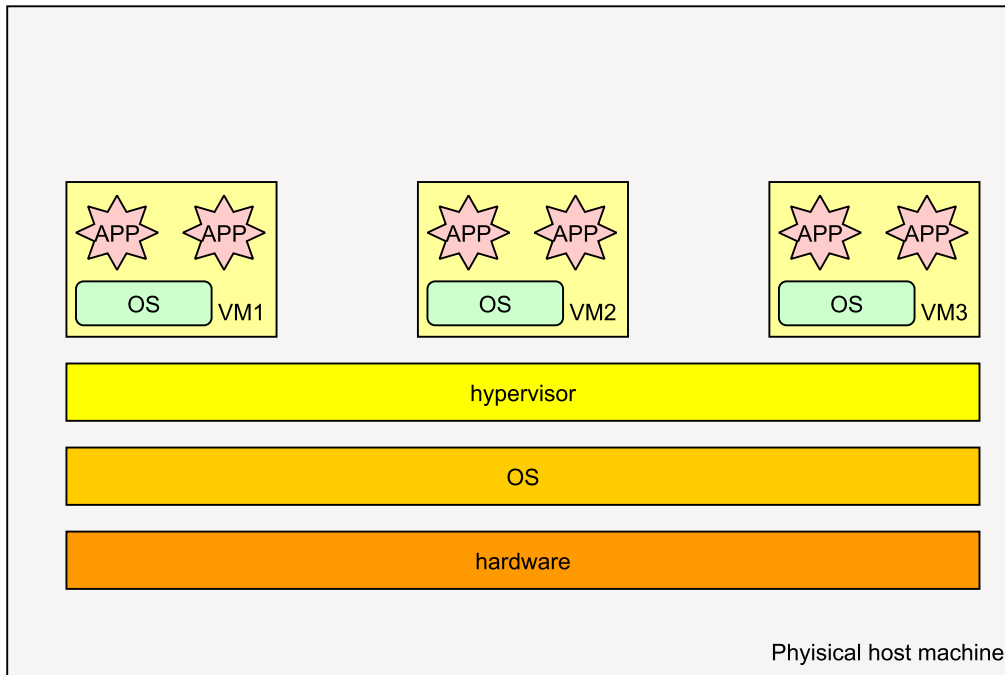 APP APP
OS VM1
APP APP
OS VM2
APP APP
OS VM3
hypervisor
OS
hardware
Phyisical host machine